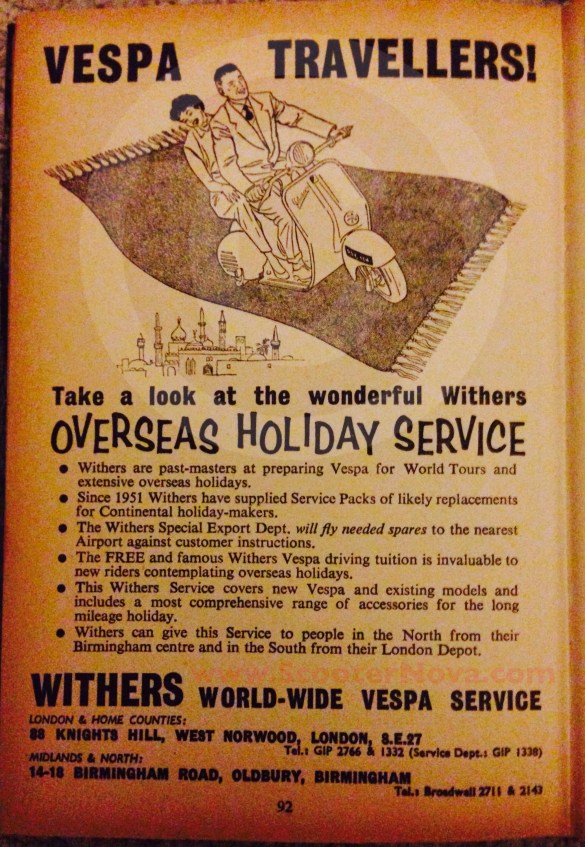 VESPA TRAVELLERS!
Vespa
Take a look at the wonderful Withers
OVERSEAS HOLIDAY SERVICE
● Withers are past-masters at preparing Vespa for World Tours and
extensive overseas holidays.
● Since 1951 Withers have supplied Service Packs of likely replacements
for Continental holiday-makers.
● The Withers Special Export Dept. will fly needed spares to the nearest
Airport against customer instructions.
● The FREE and famous Withers Vespa driving tuition is invaluable to
new riders contemplating overseas holidays.
● This Withers Service covers new Vespa and existing models and
includes a most comprehensive range of accessories for the long
mileage holiday.
● Withers can give this Service to people in the North from their
Birmingham centre and in the South from their London Depot.
www.ScooterNova.com
WITHERS WORLD-WIDE VESPA SERVICE
LONDON & HOME COUNTIES:
88 KNIGHTS HILL, WEST NORWOOD, LONDON, S.E.27
Tel.: GIP 2766 & 1332 (Service Dept.: GIP 1338)
MIDLANDS & NORTH:
14-18 BIRMINGHAM ROAD, OLDBURY, BIRMINGHAM
Tel.: Broadwell 2711 & 2143
92